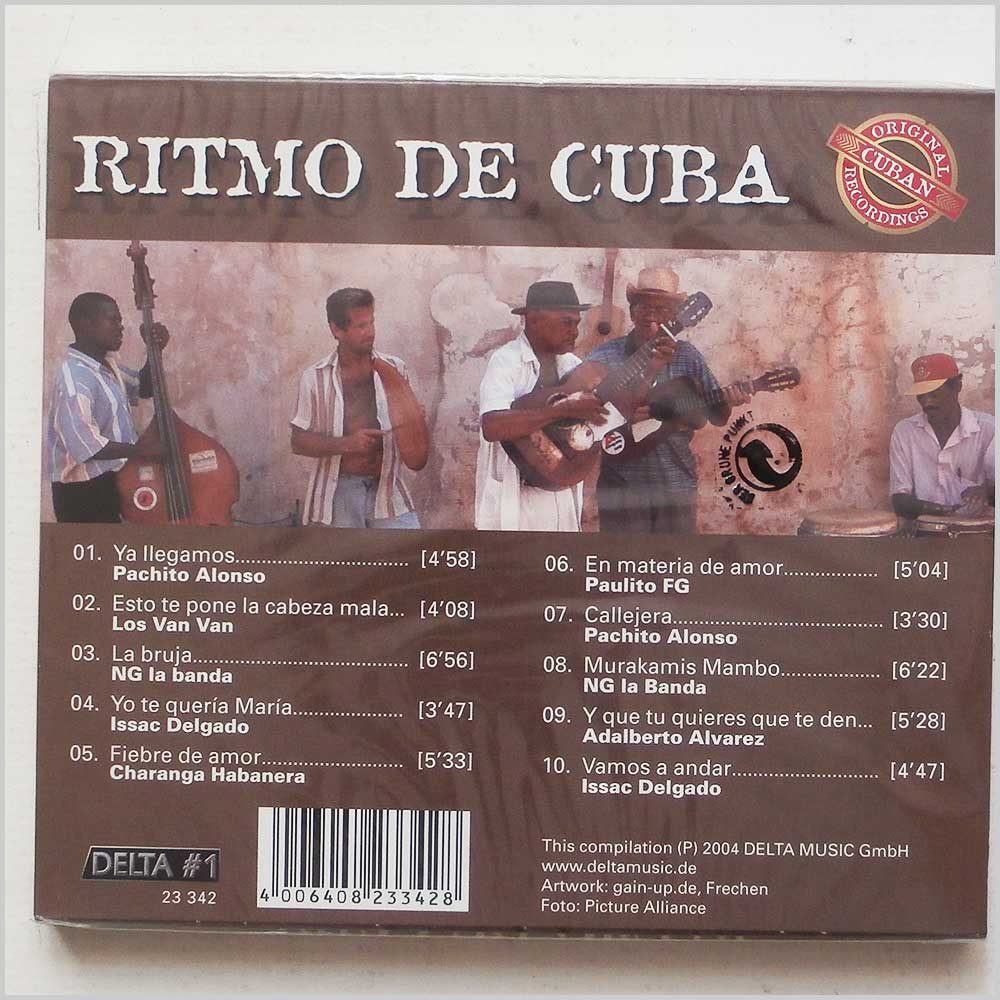 RITMO DE CUBA
ORIGINAL
CUBAN
RECORDINGS
DER GRÜNE PUNKT
01. Ya llegamos............................ [4'58]
Pachito Alonso
02. Esto te pone la cabeza mala... [4'08]
Los Van Van
03. La bruja................................... [6'56]
NG la banda
04. Yo te quería María.................. [3'47]
Issac Delgado
05. Fiebre de amor....................... [5'33]
Charanga Habanera
06. En materia de amor............... [5'04]
Paulito FG
07. Callejera.................................. [3'30]
Pachito Alonso
08. Murakamis Mambo................ [6'22]
NG la Banda
09. Y que tu quieres que te den... [5'28]
Adalberto Alvarez
10. Vamos a andar....................... [4'47]
Issac Delgado
DELTA #1
23 342
4 006408 233428
This compilation (P) 2004 DELTA MUSIC GmbH
www.deltamusic.de
Artwork: gain-up.de, Frechen
Foto: Picture Alliance